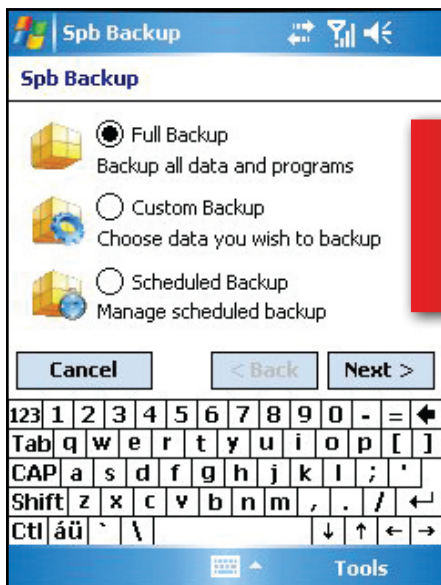 Spb Backup
Spb Backup
Full Backup
Backup all data and programs
Custom Backup
Choose data you wish to backup
Scheduled Backup
Manage scheduled backup
Cancel < Back Next >
123 1 2 3 4 5 6 7 8 9 0 - = 
Tab q w e r t y u i o p [ ]
CAP a s d f g h j k l ; '
Shift z x c v b n m , . / ↵
Ctl áü ` \ ↓ ↑ ← →
Tools